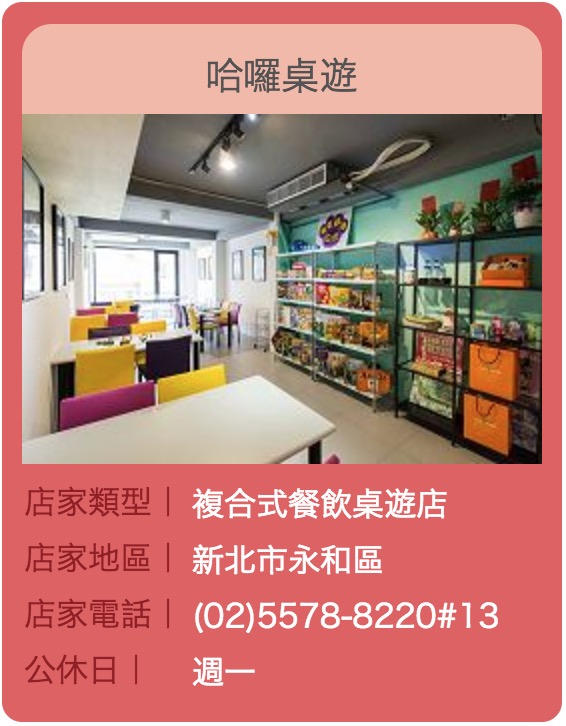 哈囉桌遊
店家類型｜ 複合式餐飲桌遊店
店家地區｜ 新北市永和區
店家電話｜ (02)5578-8220#13
公休日｜ 週一